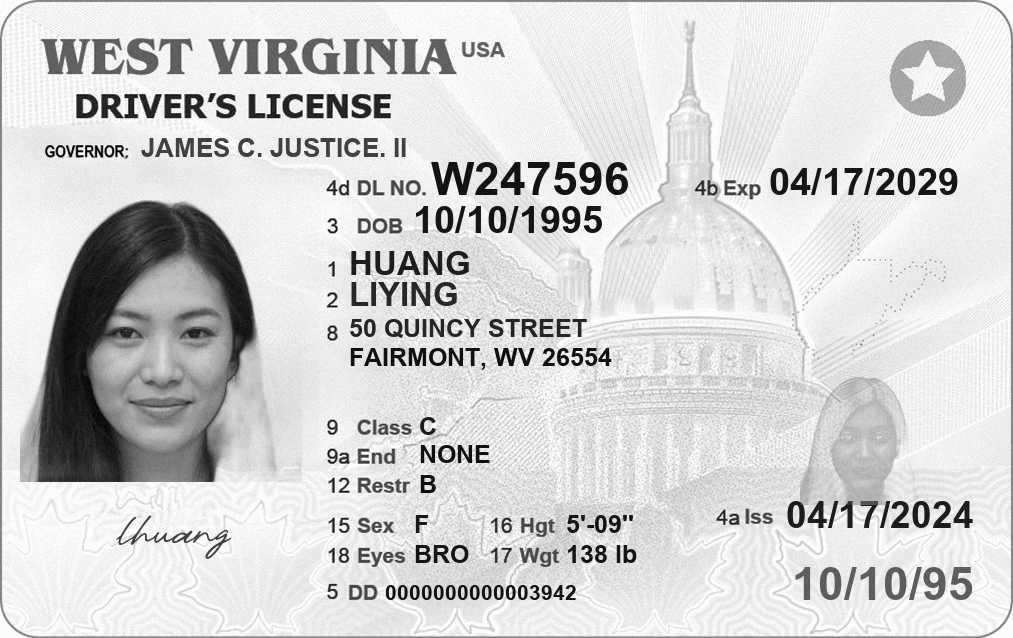 WEST VIRGINIA USA
DRIVER'S LICENSE
GOVERNOR: JAMES C. JUSTICE. II
4d DL NO. W247596 4b Exp 04/17/2029
3 DOB 10/10/1995
1 HUANG
2 LIYING
8 50 QUINCY STREET
FAIRMONT, WV 26554
9 Class C
9a End NONE
12 Restr B
15 Sex F 16 Hgt 5'-09" 4a Iss 04/17/2024
18 Eyes BRO 17 Wgt 138 lb
5 DD 0000000000003942
10/10/95
lhuang